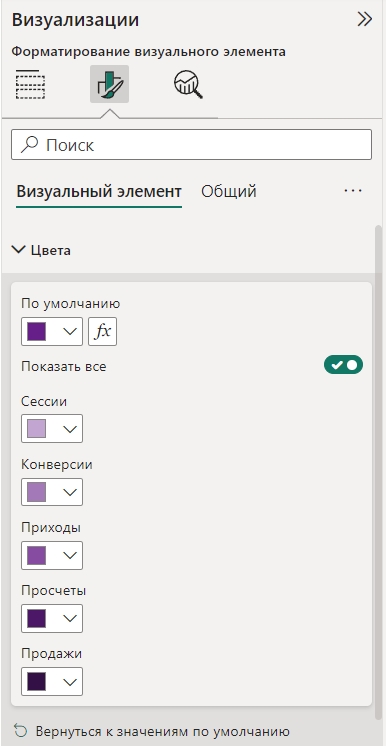 Визуализации
Форматирование визуального элемента
Поиск
Визуальный элемент Общий ...
Цвета
По умолчанию
fx
Показать все
Сессии
Конверсии
Приходы
Просчеты
Продажи
Вернуться к значениям по умолчанию